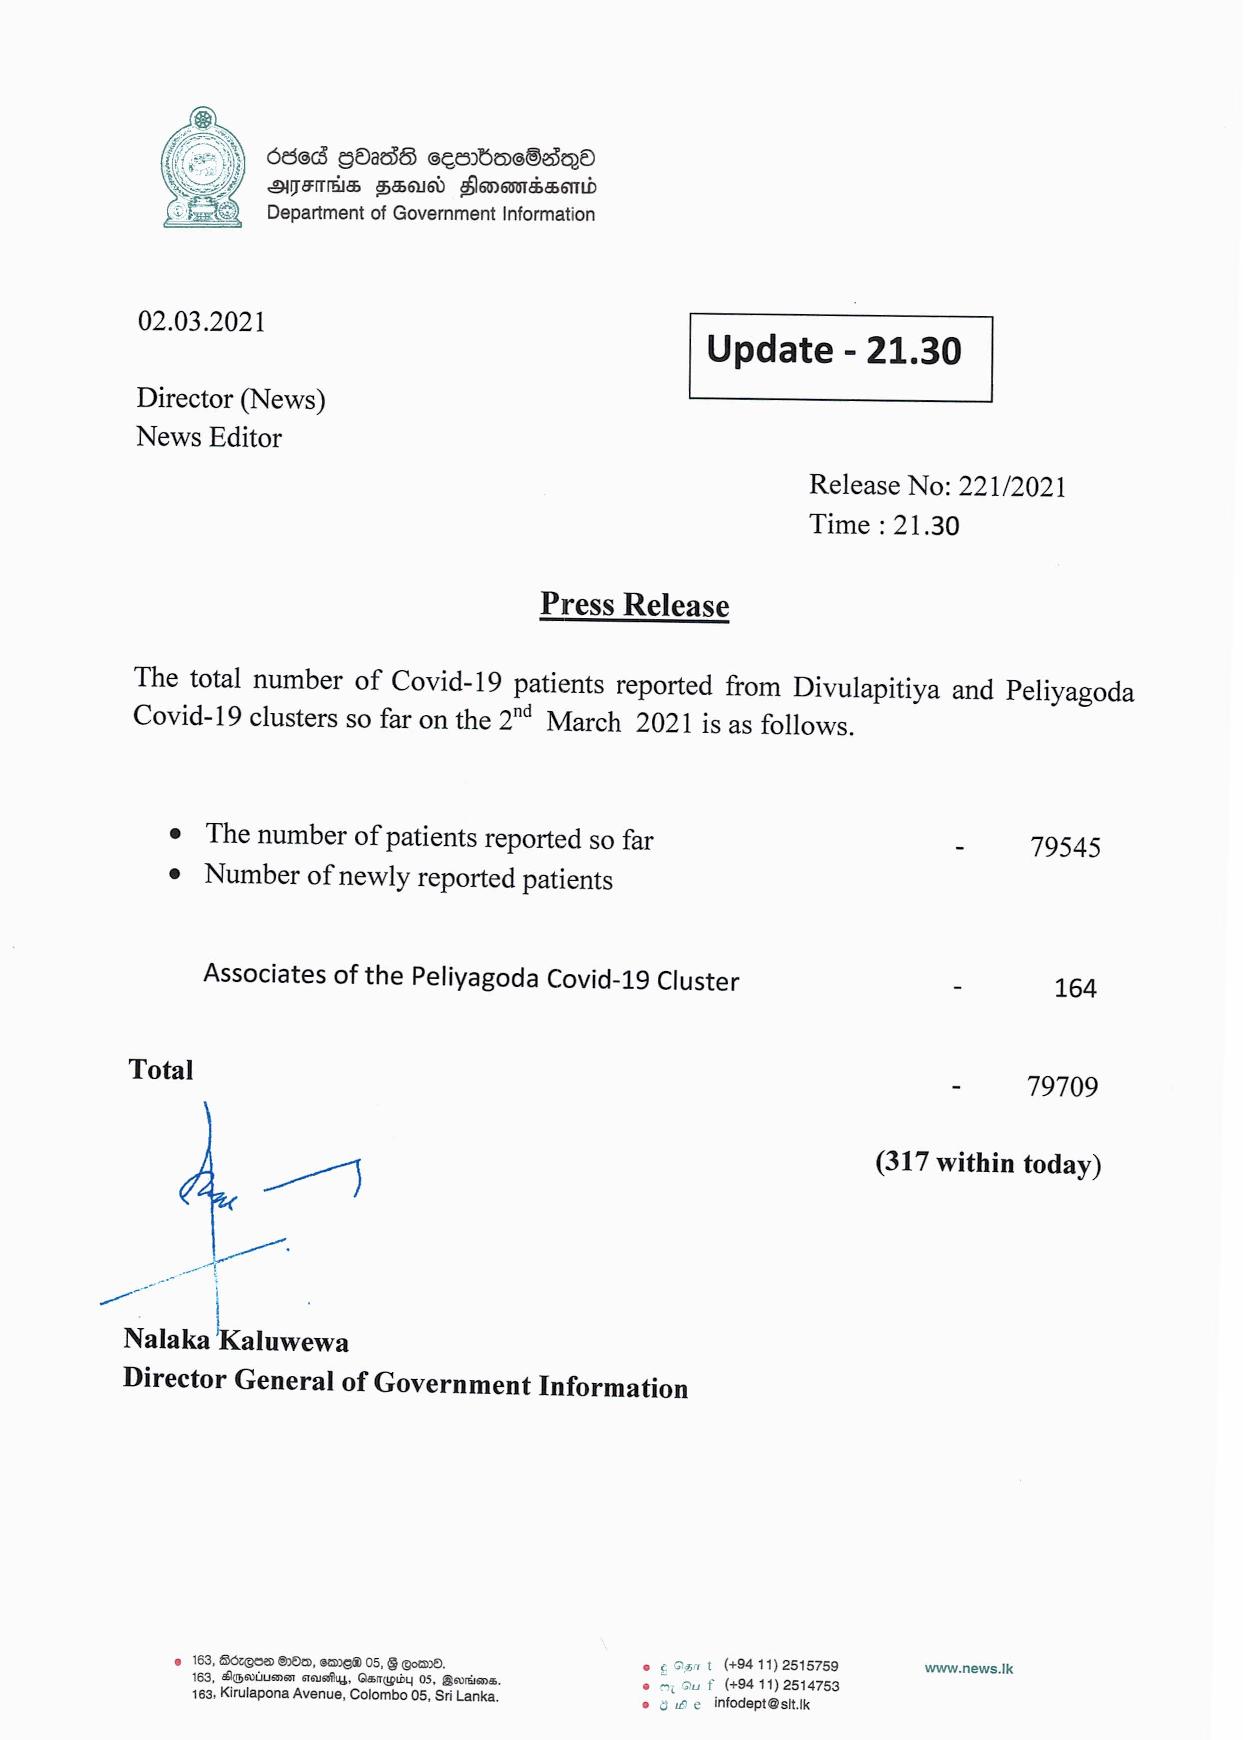 රජයේ ප්‍රවෘත්ති දෙපාර්තමේන්තුව
அரசாங்க தகவல் திணைக்களம்
Department of Government Information
02.03.2021
Update - 21.30
Director (News)
News Editor
Release No: 221/2021
Time : 21.30
Press Release
The total number of Covid-19 patients reported from Divulapitiya and Peliyagoda
Covid-19 clusters so far on the 2nd March 2021 is as follows.
• The number of patients reported so far - 79545
• Number of newly reported patients
Associates of the Peliyagoda Covid-19 Cluster - 164
Total - 79709
(317 within today)
Nalaka Kaluwewa
Director General of Government Information
163, කිරුලපන මාවත, කොළඹ 05, ශ්‍රී ලංකාව.
163, கிருலப்பனை எவனியூ, கொழும்பு 05, இலங்கை.
163, Kirulapona Avenue, Colombo 05, Sri Lanka.
t (+94 11) 2515759
f (+94 11) 2514753
e infodept@slt.lk
www.news.lk